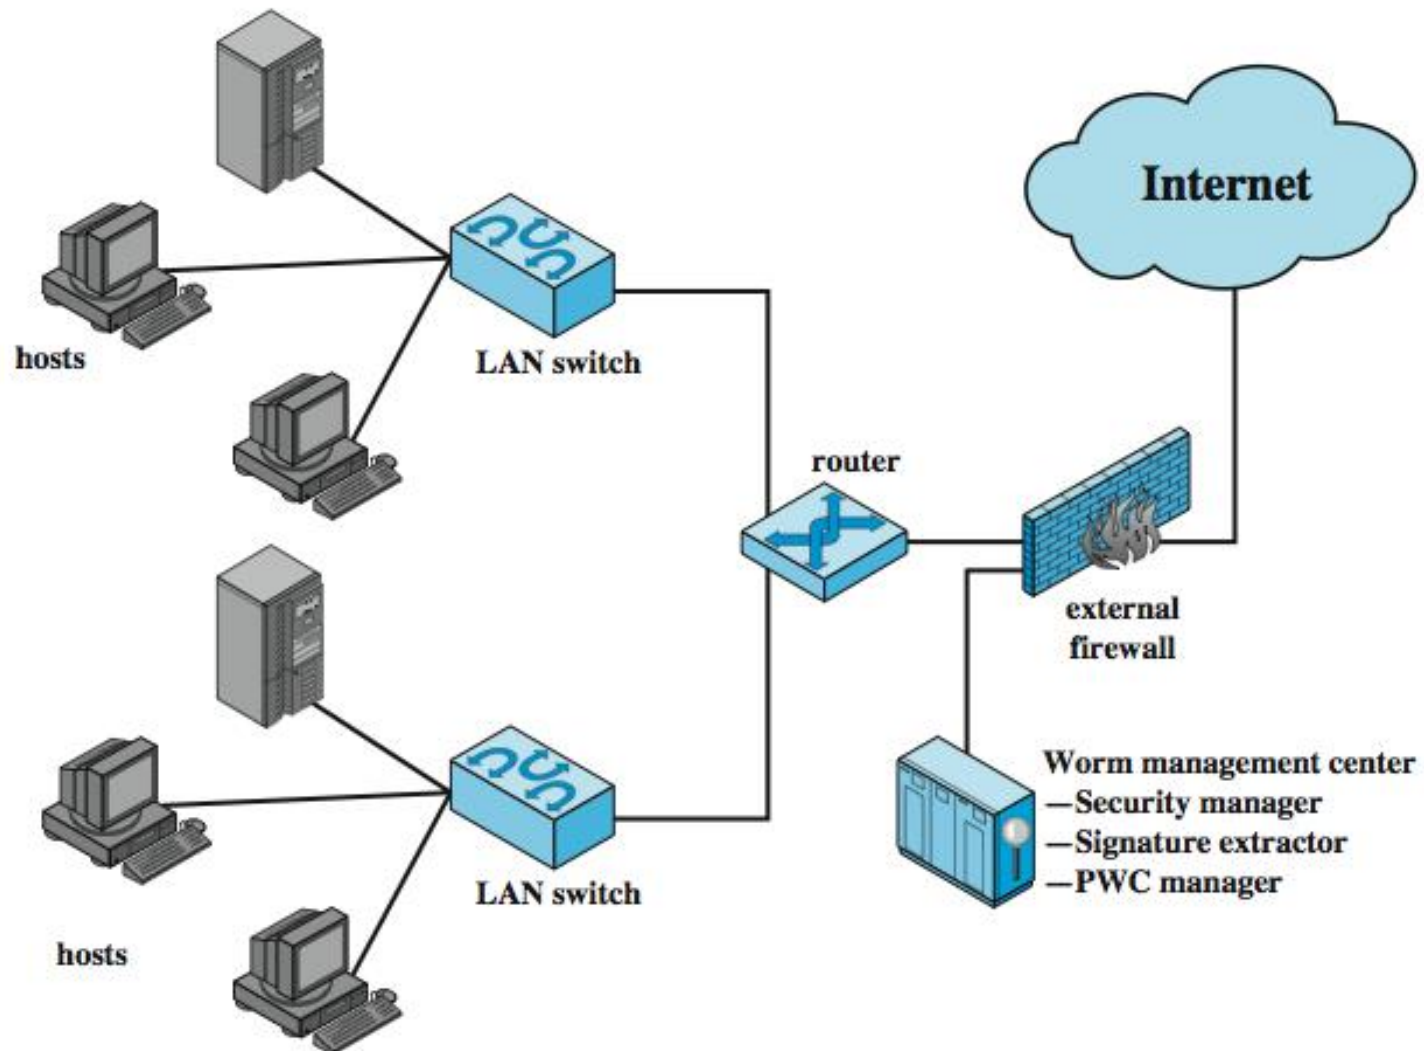 Internet
hosts
LAN switch
router
external
firewall
Worm management center
—Security manager
—Signature extractor
—PWC manager
LAN switch
hosts